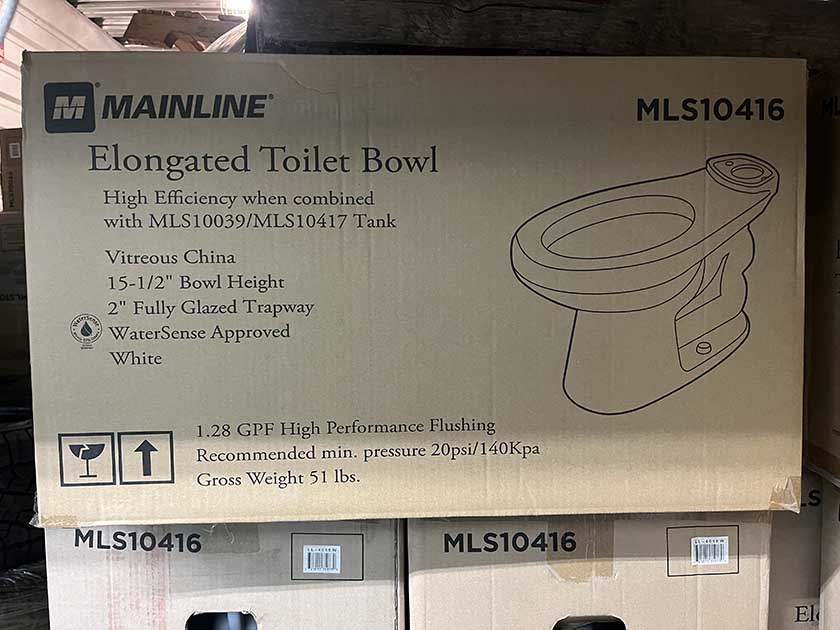 M MAINLINE®
MLS10416
Elongated Toilet Bowl
High Efficiency when combined
with MLS10039/MLS10417 Tank
Vitreous China
15-1/2" Bowl Height
2" Fully Glazed Trapway
WaterSense
WaterSense Approved
White
1.28 GPF High Performance Flushing
Recommended min. pressure 20psi/140Kpa
Gross Weight 51 lbs.
MLS10416
MLS10416